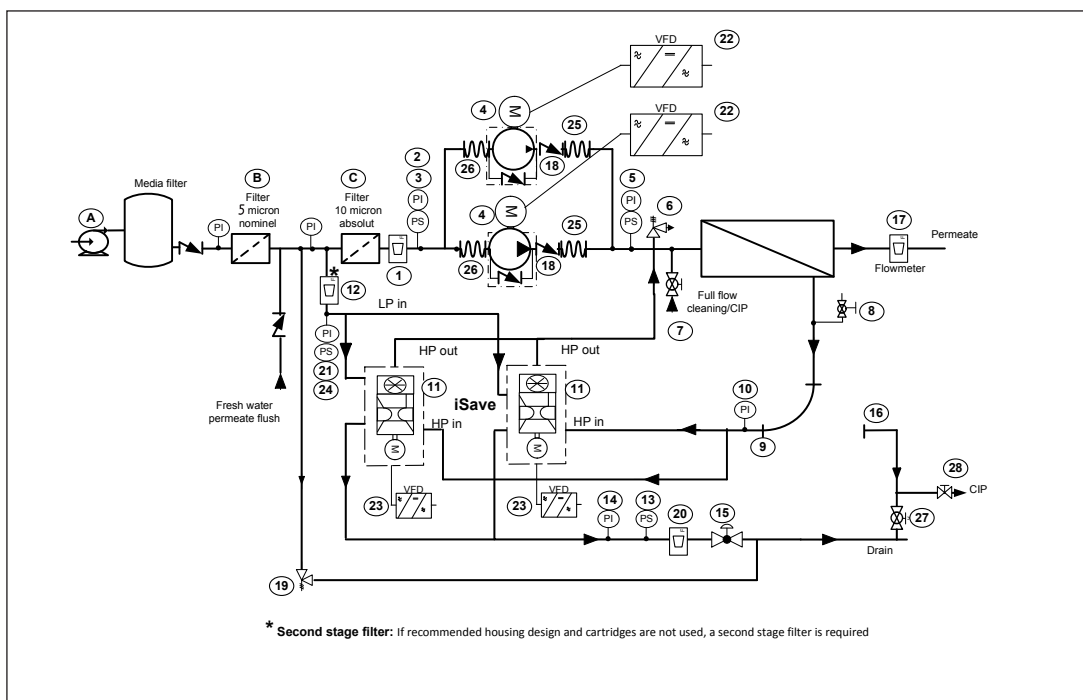 VFD
22
4
M
VFD
22
25
26
18
2
3
PI
PS
5
PI
PS
6
B
Filter
5 micron
nominel
C
Filter
10 micron
absolut
Media filter
A
PI
PI
F
1
4
M
25
26
18
17
F
Permeate
Flowmeter
*
F
12
LP in
Full flow
cleaning/CIP
7
8
PI
PS
21
24
HP out
HP out
Fresh water
permeate flush
11
iSave
11
HP in
HP in
M
M
10
PI
9
16
28
CIP
27
23
VFD
23
VFD
14
PI
13
PS
20
F
15
Drain
19
* Second stage filter: If recommended housing design and cartridges are not used, a second stage filter is required